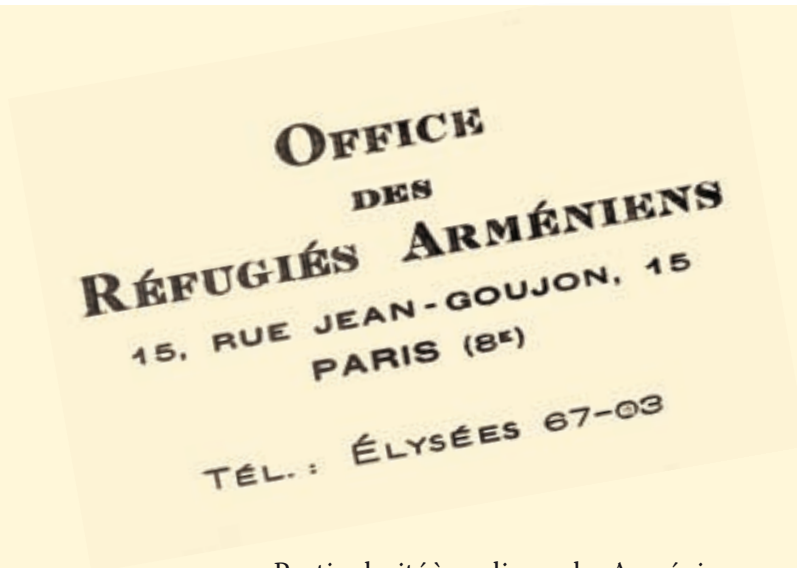 OFFICE
DES
RÉFUGIÉS ARMÉNIENS
15, RUE JEAN-GOUJON, 15
PARIS (8E)
TÉL. : ÉLYSÉES 67-03